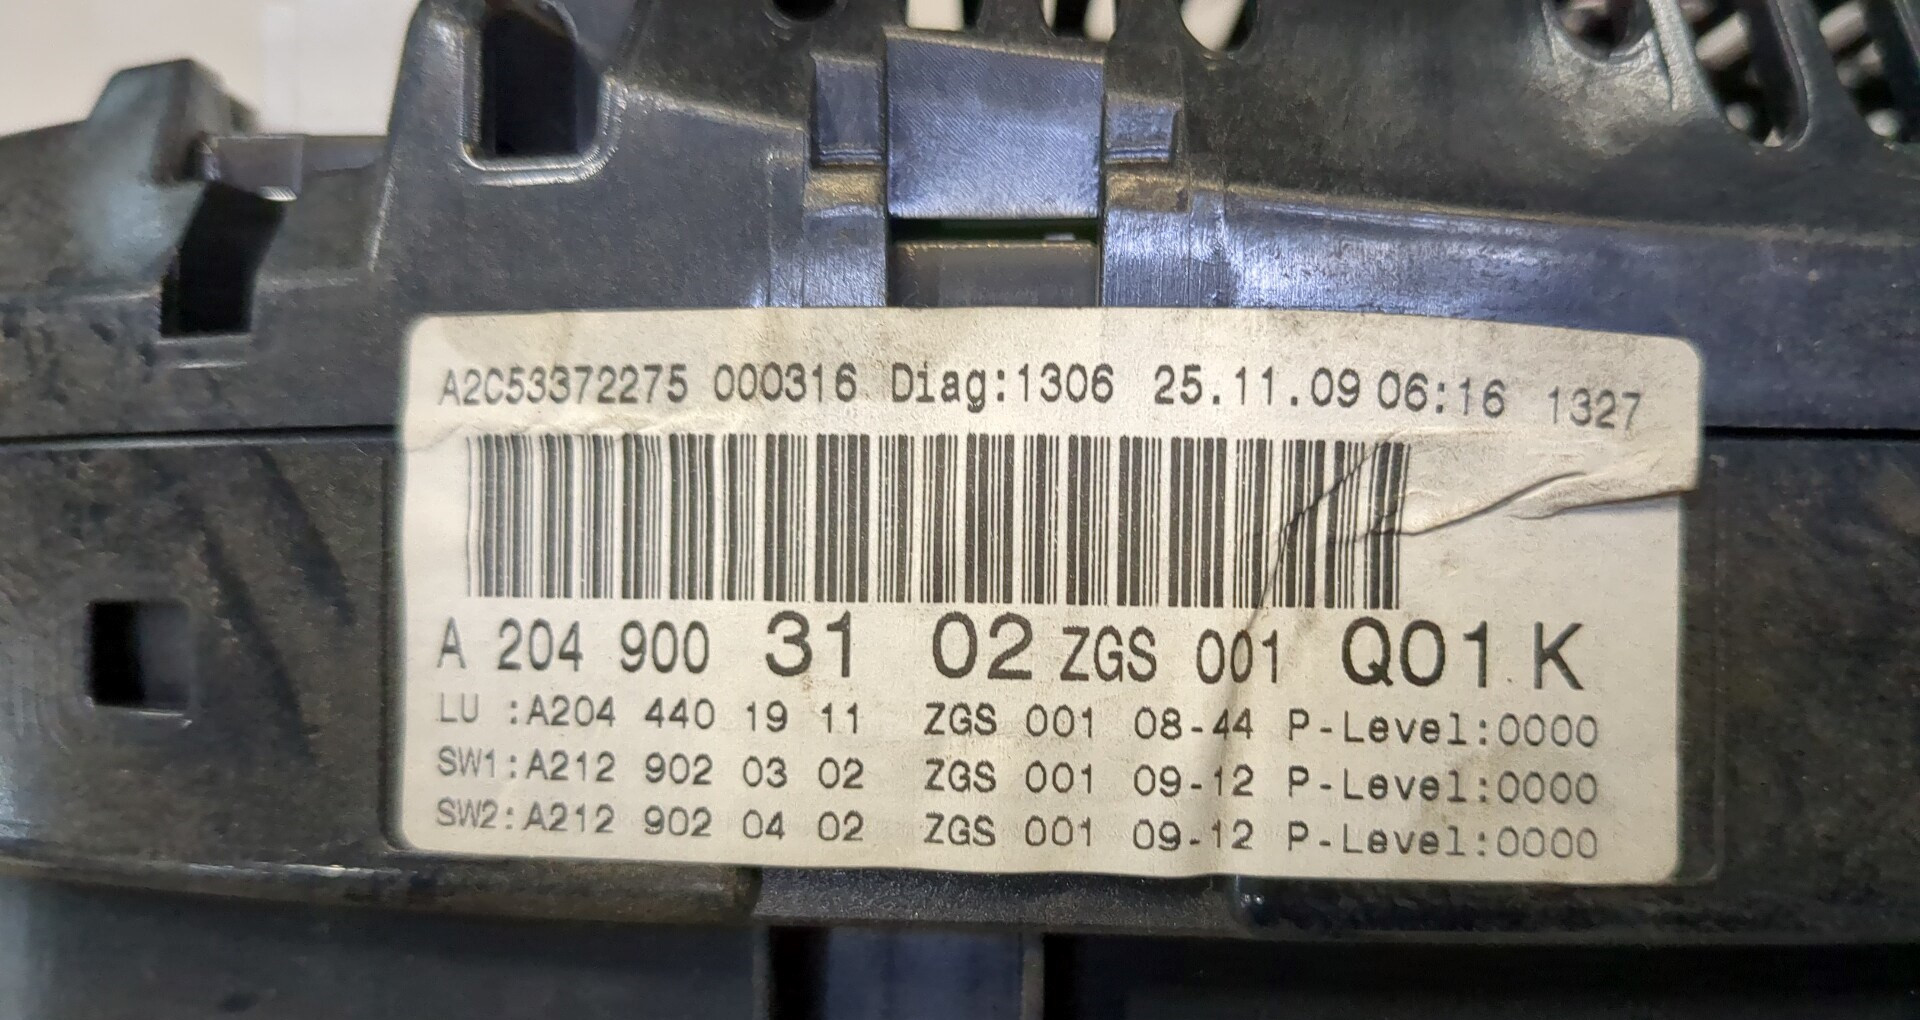 A2C53372275 000316 Diag:1306 25.11.09 06:16 1327
A 204 900 31 02 ZGS 001 Q01 K
LU :A204 440 19 11 ZGS 001 08-44 P-Level:0000
SW1:A212 902 03 02 ZGS 001 09-12 P-Level:0000
SW2:A212 902 04 02 ZGS 001 09-12 P-Level:0000